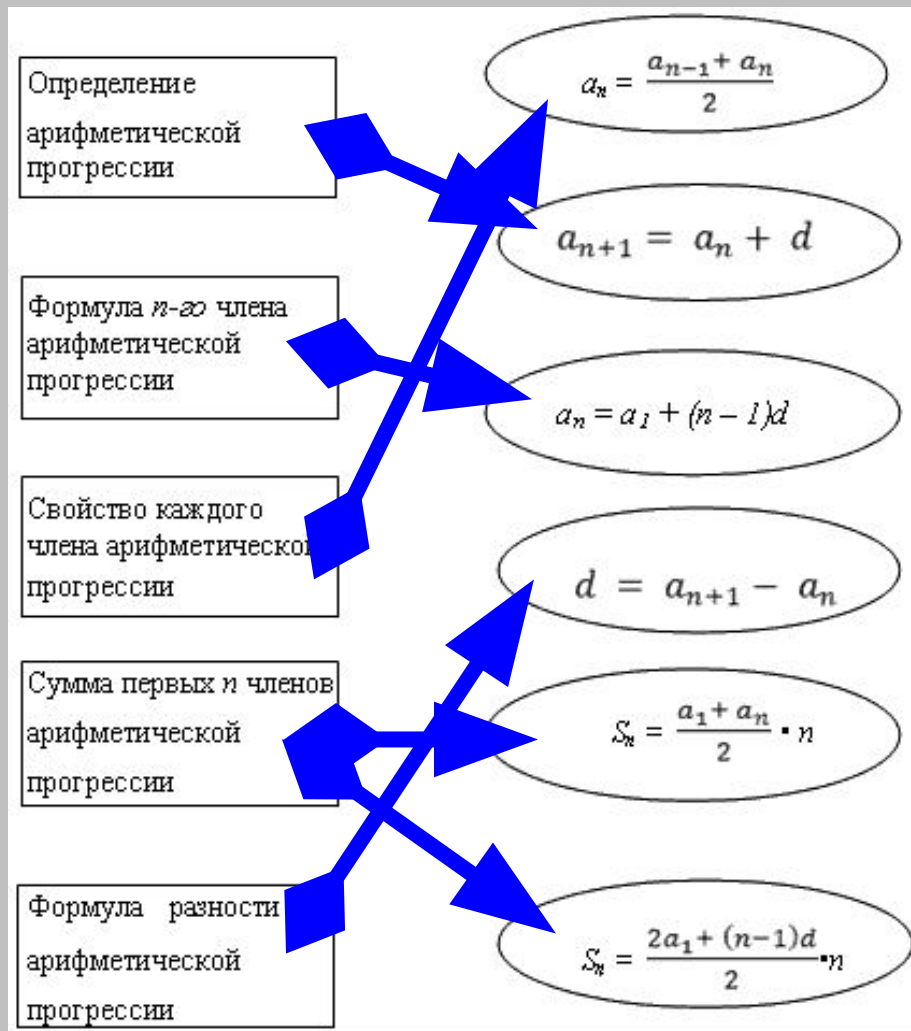 Определение
арифметической
прогрессии
Формула n-го члена
арифметической
прогрессии
Свойство каждого
члена арифметической
прогрессии
Сумма первых n членов
арифметической
прогрессии
Формула разности
арифметической
прогрессии
aₙ = (aₙ₋₁ + aₙ)/2
aₙ₊₁ = aₙ + d
aₙ = a₁ + (n – 1)d
d = aₙ₊₁ − aₙ
Sₙ = (a₁ + aₙ)/2 ▪ n
Sₙ = (2a₁ + (n−1)d)/2 ▪n